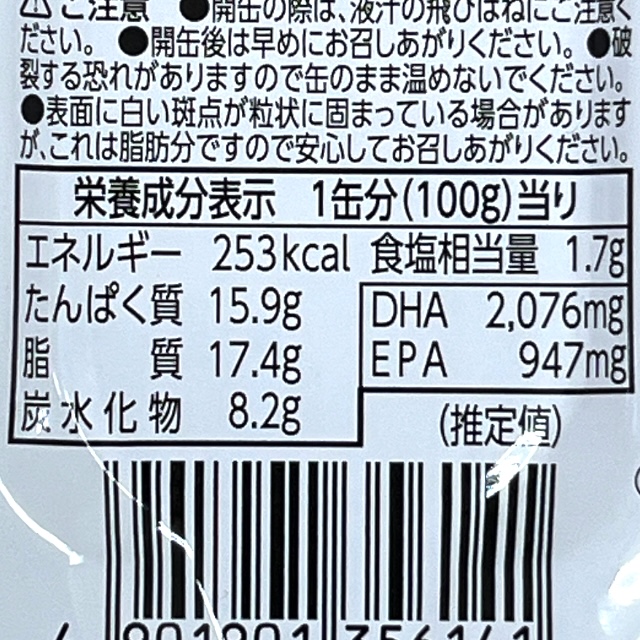 ⚠ご注意 ●開缶の際は、液汁の飛びはねにご注意く
ださい。 ●開缶後は早めにお召しあがりください。●破
裂する恐れがありますので缶のまま温めないでください。
●表面に白い斑点が粒状に固まっている場合があります
が、これは脂肪分ですので安心してお召しあがりください。
栄養成分表示 1缶分(100g)当り
エネルギー 253kcal 食塩相当量 1.7g
たんぱく質 15.9g DHA 2,076mg
脂質 17.4g EPA 947mg
炭水化物 8.2g (推定値)